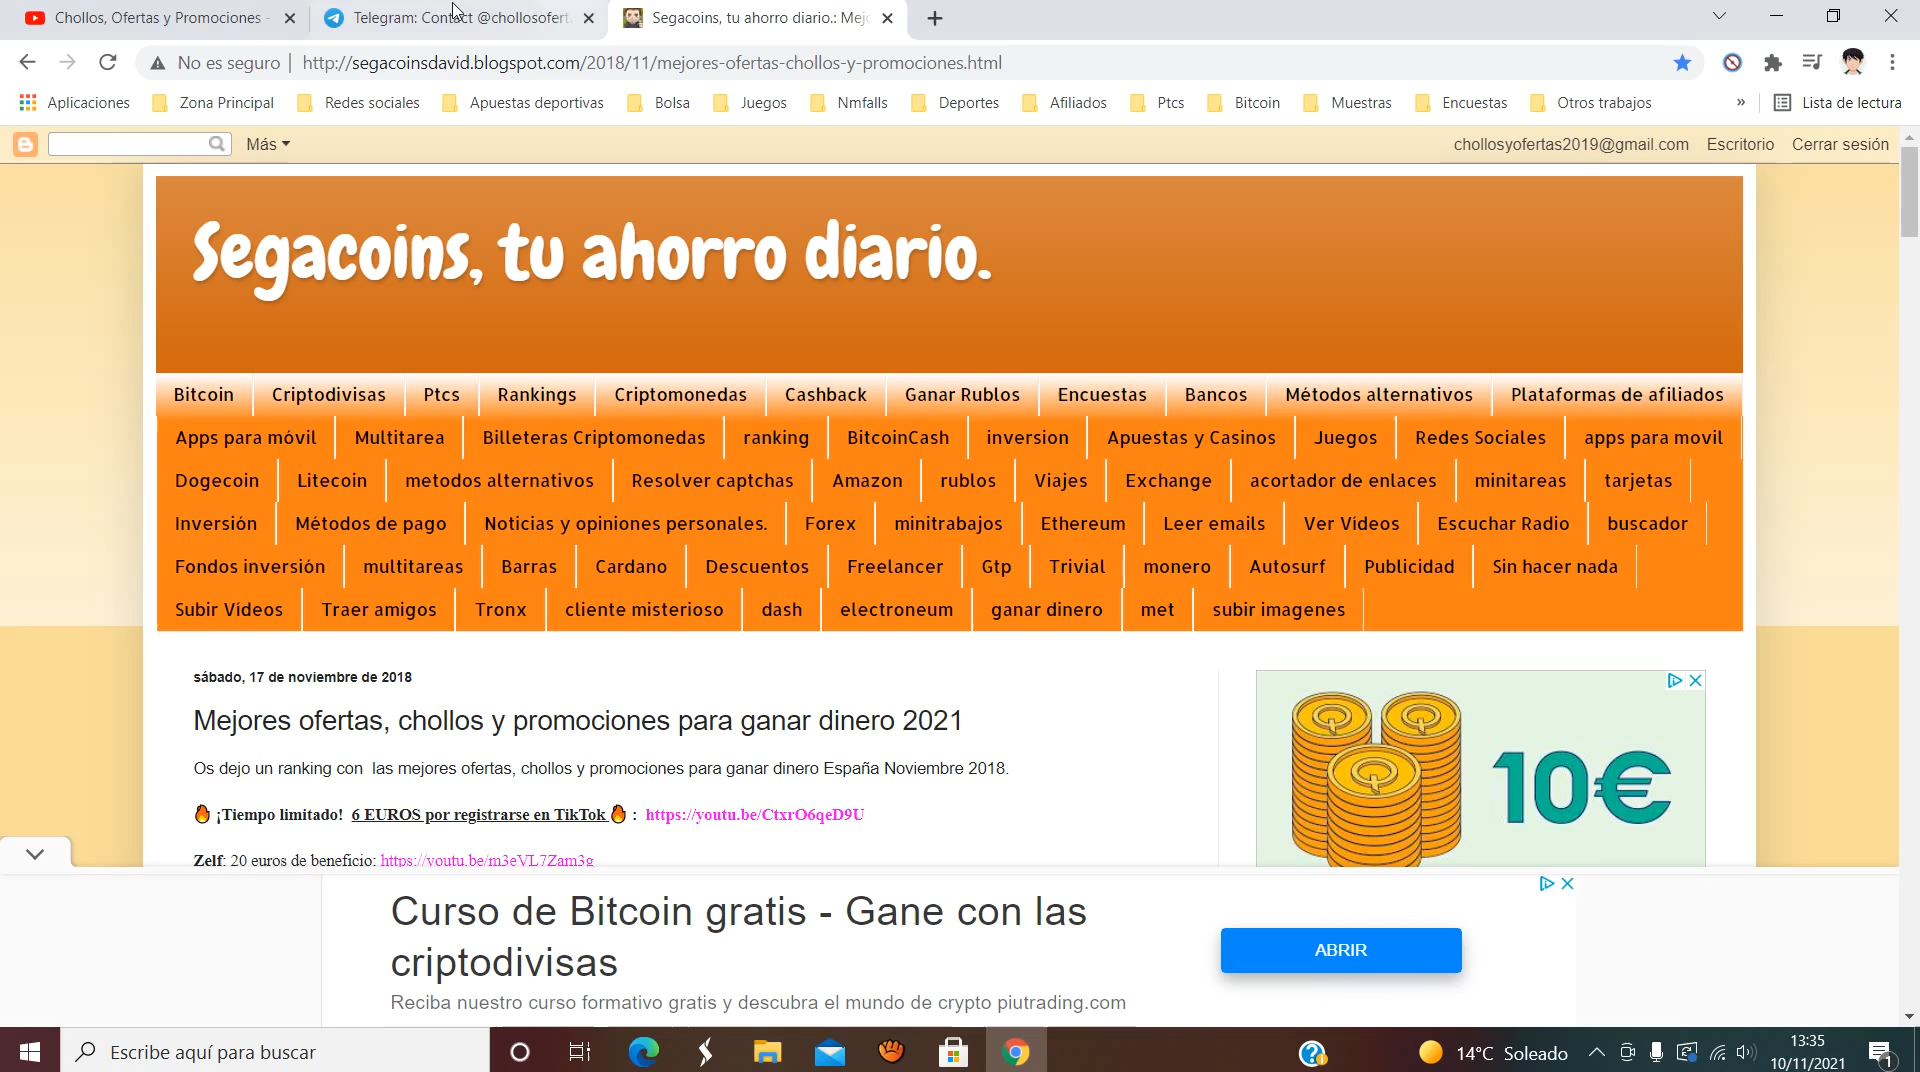 Chollos, Ofertas y Promociones -
Telegram: Contact @chollosofert
Segacoins, tu ahorro diario.: Mej
No es seguro | http://segacoinsdavid.blogspot.com/2018/11/mejores-ofertas-chollos-y-promociones.html
Aplicaciones Zona Principal Redes sociales Apuestas deportivas Bolsa Juegos Nmfalls Deportes Afiliados Ptcs Bitcoin Muestras Encuestas Otros trabajos » Lista de lectura
Más chollosyofertas2019@gmail.com Escritorio Cerrar sesión
Segacoins, tu ahorro diario.
Bitcoin Criptodivisas Ptcs Rankings Criptomonedas Cashback Ganar Rublos Encuestas Bancos Métodos alternativos Plataformas de afiliados
Apps para móvil Multitarea Billeteras Criptomonedas ranking BitcoinCash inversion Apuestas y Casinos Juegos Redes Sociales apps para movil
Dogecoin Litecoin metodos alternativos Resolver captchas Amazon rublos Viajes Exchange acortador de enlaces minitareas tarjetas
Inversión Métodos de pago Noticias y opiniones personales. Forex minitrabajos Ethereum Leer emails Ver Vídeos Escuchar Radio buscador
Fondos inversión multitareas Barras Cardano Descuentos Freelancer Gtp Trivial monero Autosurf Publicidad Sin hacer nada
Subir Vídeos Traer amigos Tronx cliente misterioso dash electroneum ganar dinero met subir imagenes
sábado, 17 de noviembre de 2018
Mejores ofertas, chollos y promociones para ganar dinero 2021
Os dejo un ranking con las mejores ofertas, chollos y promociones para ganar dinero España Noviembre 2018.
🔥 ¡Tiempo limitado! 6 EUROS por registrarse en TikTok 🔥 : https://youtu.be/CtxrO6qeD9U
Zelf: 20 euros de beneficio: https://youtu.be/m3eVL7Zam3g
10€
Curso de Bitcoin gratis - Gane con las
criptodivisas
Reciba nuestro curso formativo gratis y descubra el mundo de crypto piutrading.com
ABRIR
Escribe aquí para buscar
14°C Soleado
13:35
10/11/2021
1